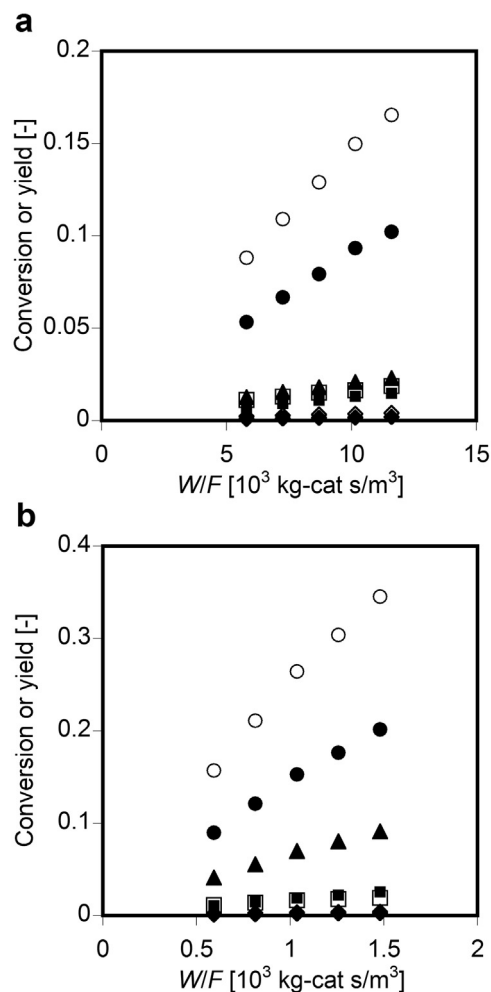 a
Conversion or yield [-]
0.2
0.15
0.1
0.05
0
0 5 10 15
W/F [10³ kg-cat s/m³]
b
Conversion or yield [-]
0.4
0.3
0.2
0.1
0
0 0.5 1 1.5 2
W/F [10³ kg-cat s/m³]